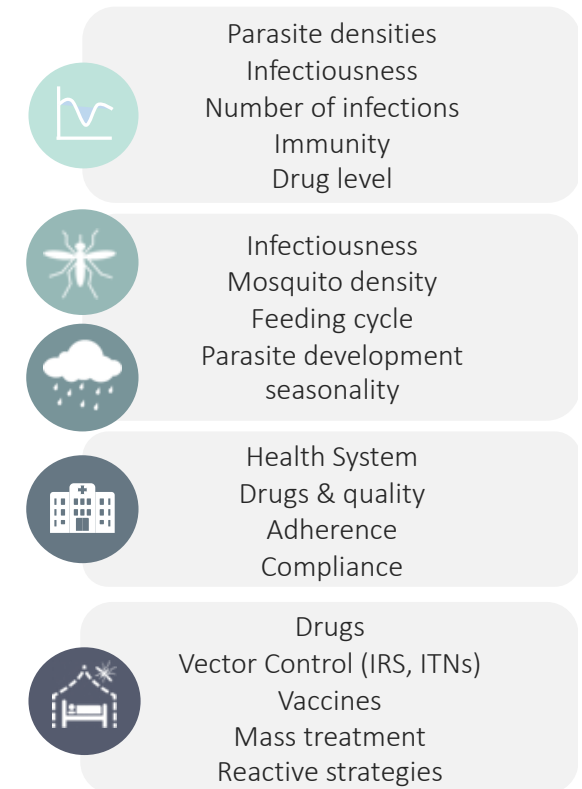 Parasite densities
Infectiousness
Number of infections
Immunity
Drug level
Infectiousness
Mosquito density
Feeding cycle
Parasite development
seasonality
Health System
Drugs & quality
Adherence
Compliance
Drugs
Vector Control (IRS, ITNs)
Vaccines
Mass treatment
Reactive strategies